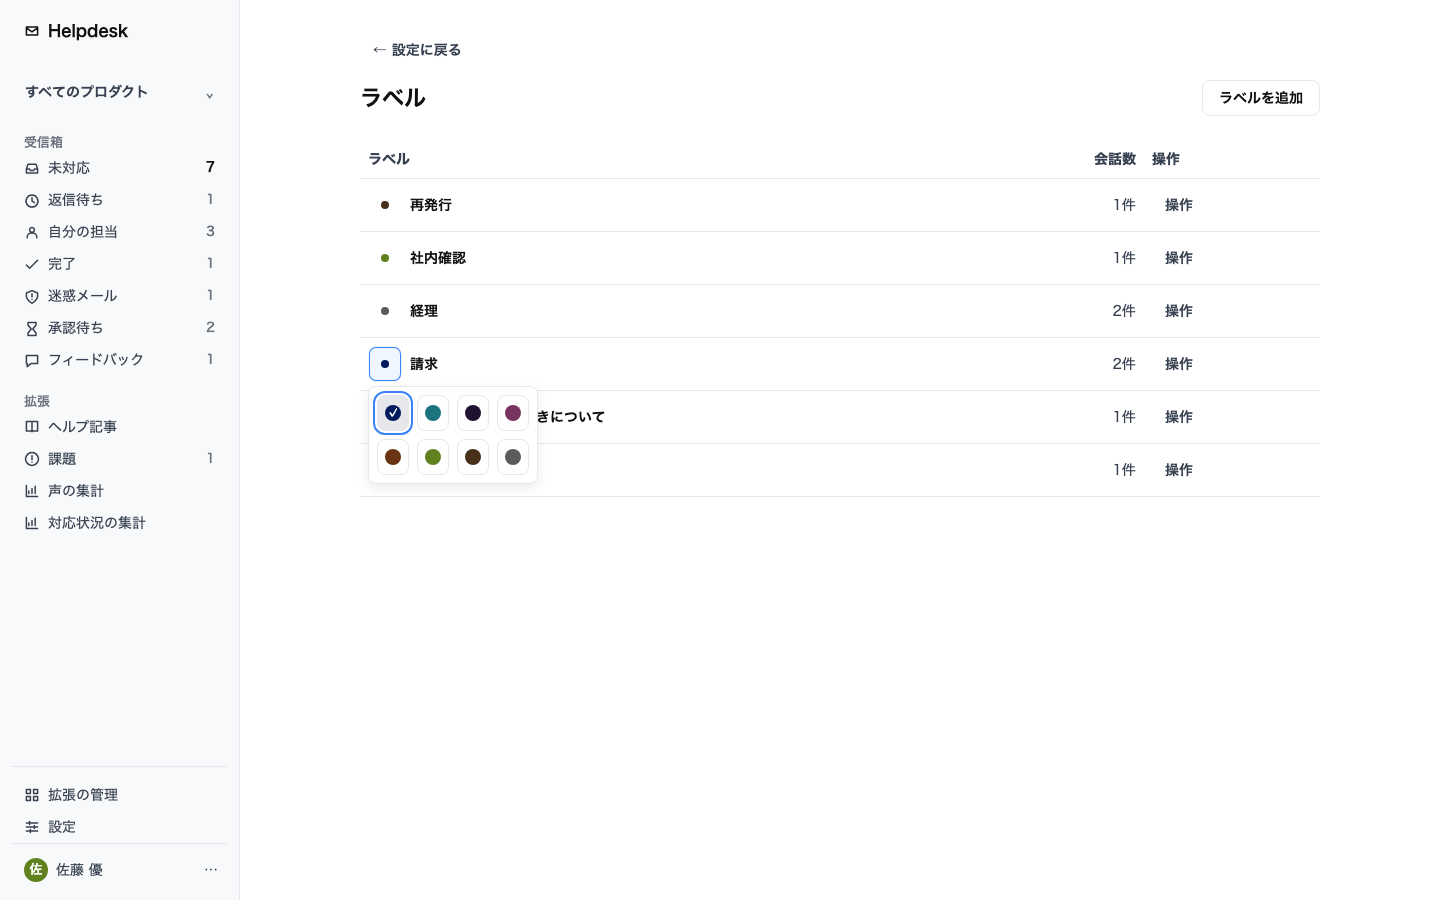 Helpdesk
すべてのプロダクト
受信箱
未対応 7
返信待ち 1
自分の担当 3
完了 1
迷惑メール 1
承認待ち 2
フィードバック 1
拡張
ヘルプ記事
課題 1
声の集計
対応状況の集計
拡張の管理
設定
佐 佐藤 優 …
← 設定に戻る
ラベル
ラベルを追加
ラベル 会話数 操作
再発行 1件 操作
社内確認 1件 操作
経理 2件 操作
請求 2件 操作
きについて 1件 操作
1件 操作